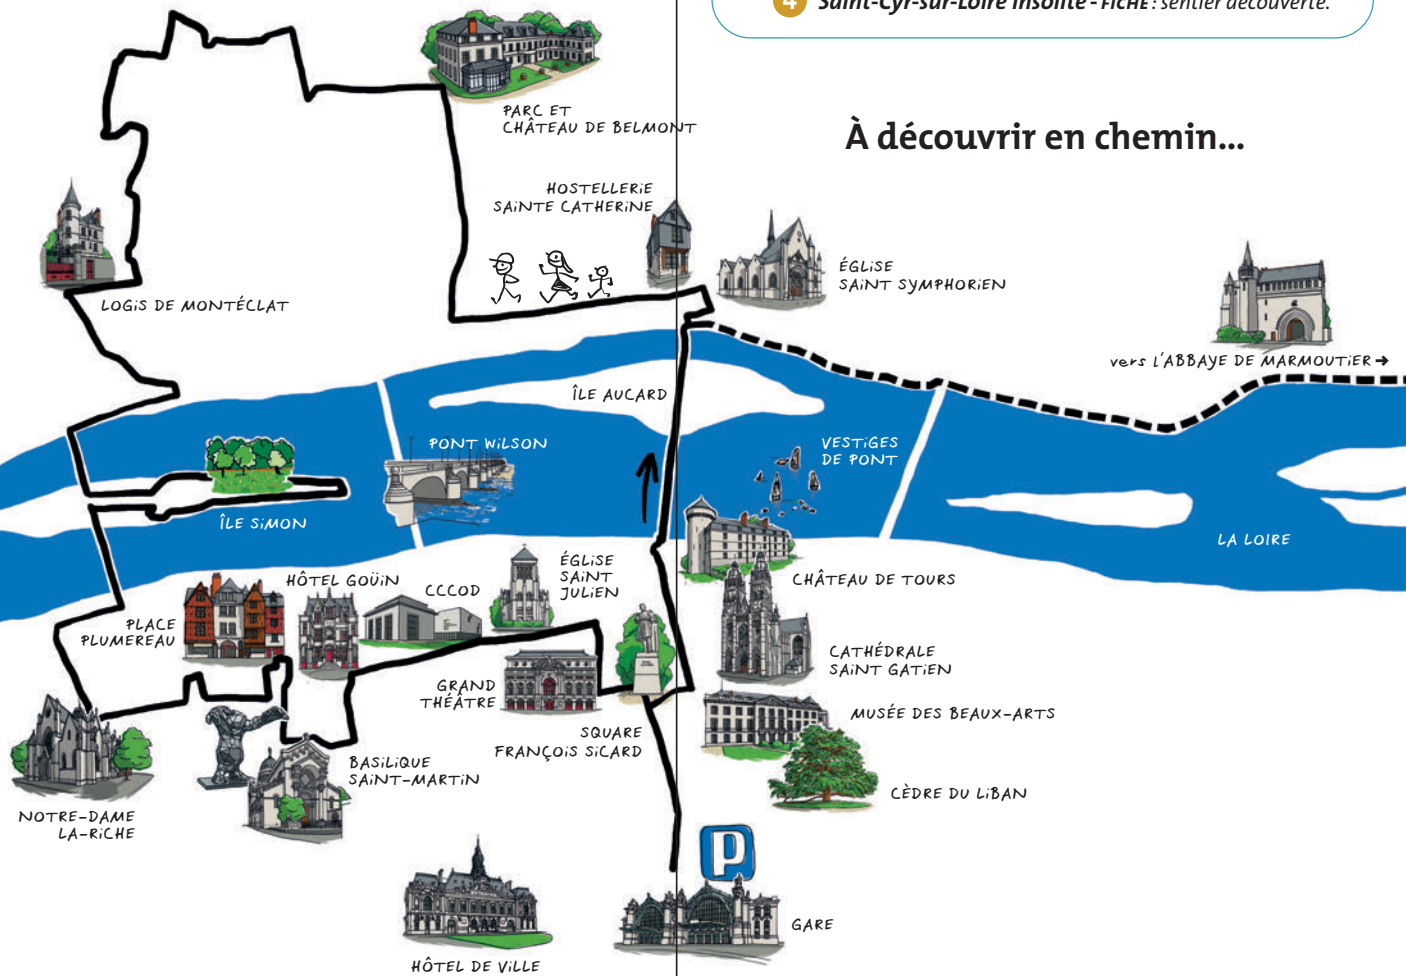 4 Saint-Cyr-sur-Loire insolite - FICHE : sentier découverte.
À découvrir en chemin...
PARC ET
CHÂTEAU DE BELMONT
HOSTELLERIE
SAINTE CATHERINE
ÉGLISE
SAINT SYMPHORIEN
LOGIS DE MONTÉCLAT
vers L'ABBAYE DE MARMOUTIER →
ÎLE AUCARD
PONT WILSON
VESTIGES
DE PONT
ÎLE SIMON
LA LOIRE
CHÂTEAU DE TOURS
HÔTEL GOÜIN
CCCOD
ÉGLISE
SAINT
JULIEN
PLACE
PLUMEREAU
CATHÉDRALE
SAINT GATIEN
GRAND
THÉÂTRE
MUSÉE DES BEAUX-ARTS
SQUARE
FRANÇOIS SICARD
BASILIQUE
SAINT-MARTIN
CÈDRE DU LIBAN
NOTRE-DAME
LA-RICHE
P
GARE
HÔTEL DE VILLE